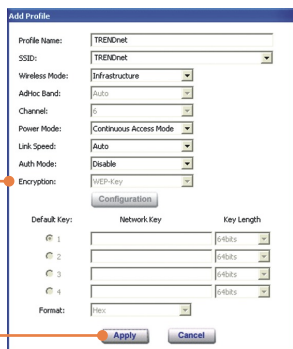 Add Profile
Profile Name: TRENDnet
SSID: TRENDnet
Wireless Mode: Infrastructure
AdHoc Band: Auto
Channel: 6
Power Mode: Continuous Access Mode
Link Speed: Auto
Auth Mode: Disable
Encryption: WEP-Key
Configuration
Default Key: Network Key Key Length
1 64bits
2 64bits
3 64bits
4 64bits
Format: Hex
Apply Cancel